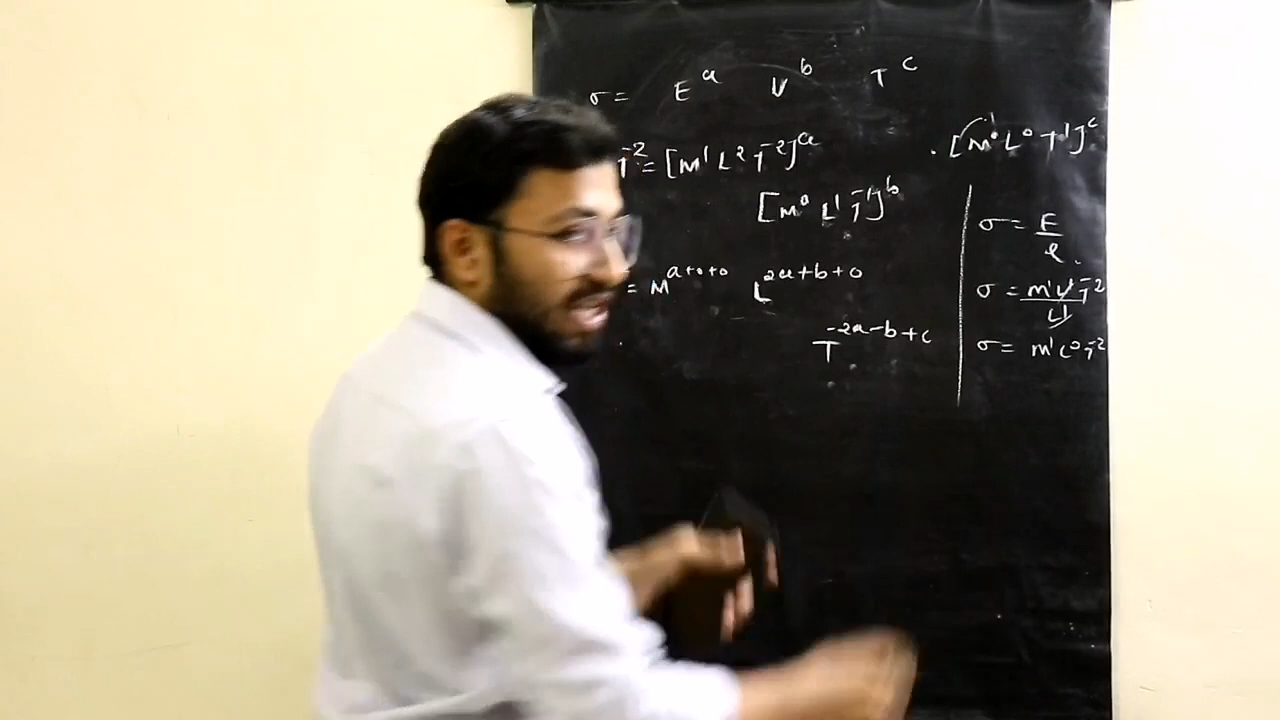 σ = E^a V^b T^c
T^-2 = [M^1 L^2 T^-2]^a
. [M^0 L^0 T^1]^c
[M^0 L^1 T^-1]^b
= M^a+0+0 L^2a+b+0
T^-2a-b+c
σ = F/l
σ = M^1 L^1 T^-2/L^1
σ = M^1 L^0 T^-2